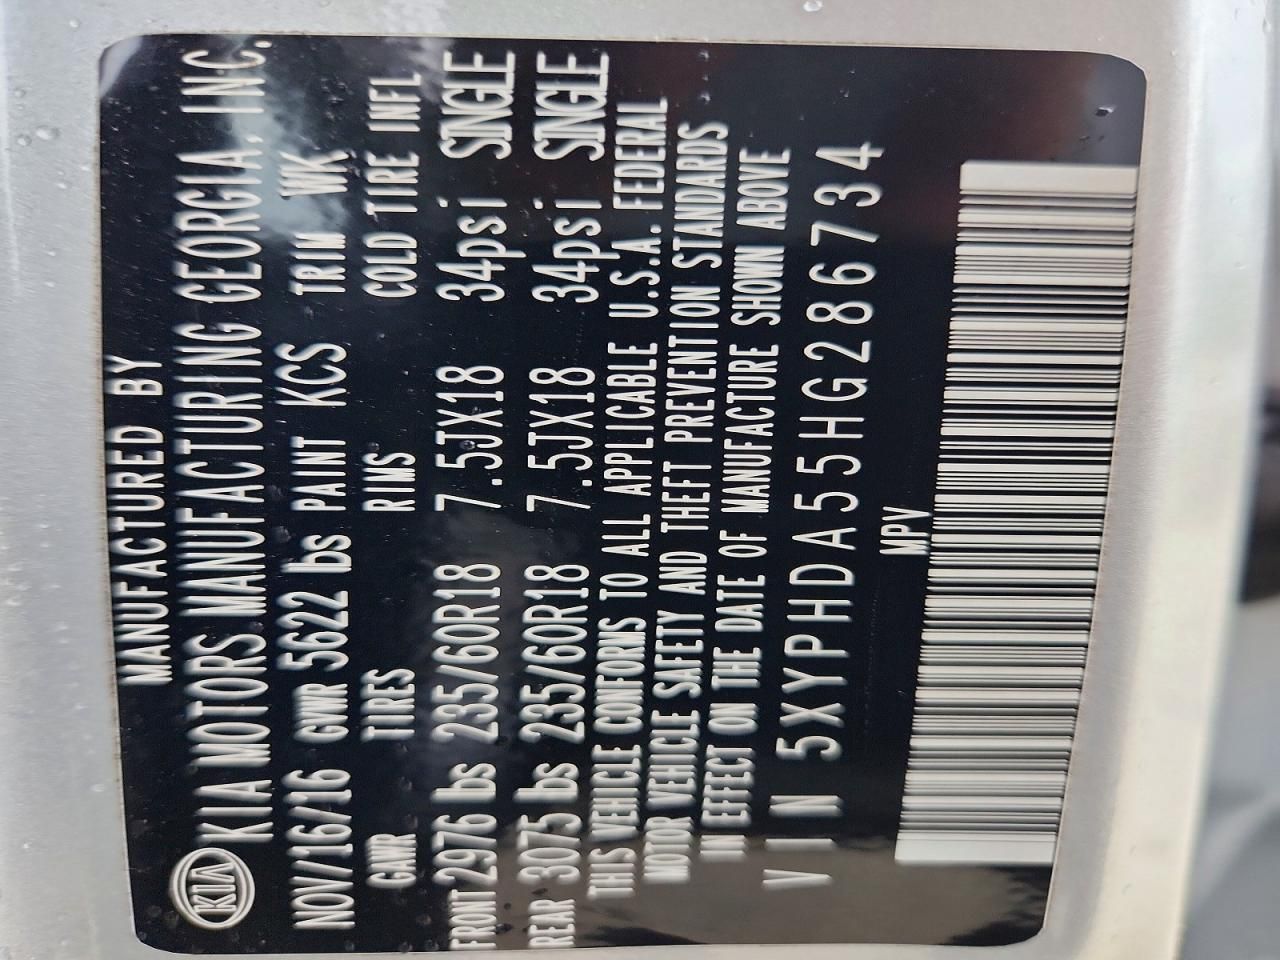 MANUFACTURED BY
KIA KIA MOTORS MANUFACTURING GEORGIA, INC.
NOV/16/16 GVWR 5622 lbs PAINT KCS TRIM WK
GAWR TIRES RIMS COLD TIRE INFL
FRONT 2976 lbs 235/60R18 7.5JX18 34psi SINGLE
REAR 3075 lbs 235/60R18 7.5JX18 34psi SINGLE
THIS VEHICLE CONFORMS TO ALL APPLICABLE U.S.A. FEDERAL
MOTOR VEHICLE SAFETY AND THEFT PREVENTION STANDARDS
IN EFFECT ON THE DATE OF MANUFACTURE SHOWN ABOVE
VIN 5XYPHDA55HG286734
MPV